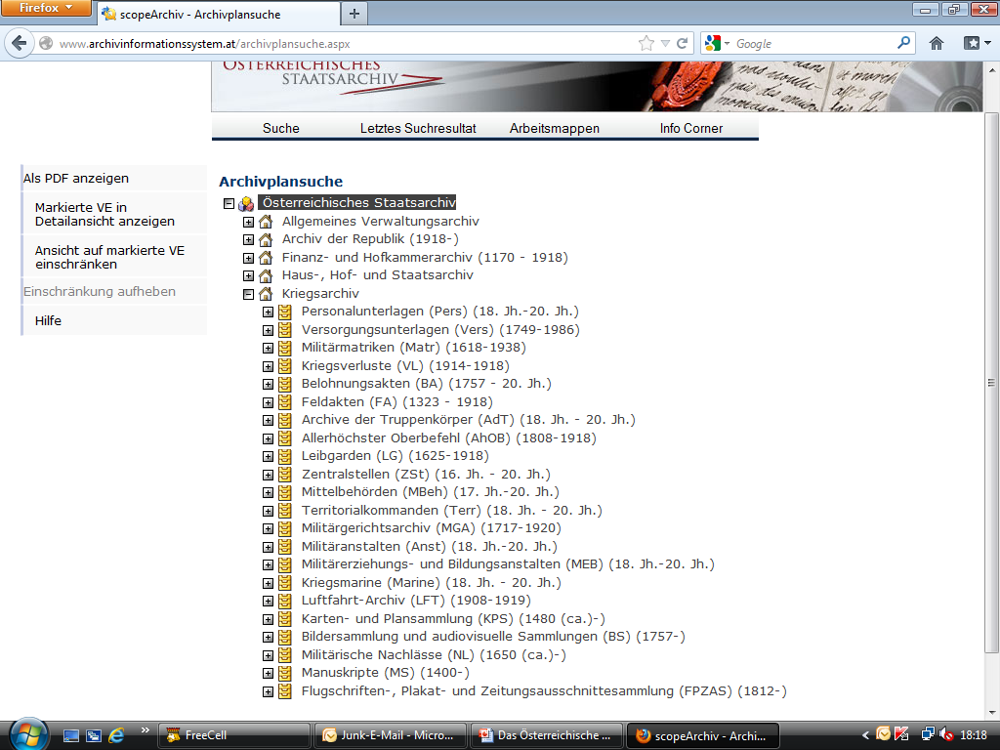 Firefox
scopeArchiv - Archivplansuche
www.archivinformationssystem.at/archivplansuche.aspx
Google
ÖSTERREICHISCHES
STAATSARCHIV
Suche
Letztes Suchresultat
Arbeitsmappen
Info Corner
Als PDF anzeigen
Markierte VE in
Detailansicht anzeigen
Ansicht auf markierte VE
einschränken
Einschränkung aufheben
Hilfe
Archivplansuche
Österreichisches Staatsarchiv
Allgemeines Verwaltungsarchiv
Archiv der Republik (1918-)
Finanz- und Hofkammerarchiv (1170 - 1918)
Haus-, Hof- und Staatsarchiv
Kriegsarchiv
Personalunterlagen (Pers) (18. Jh.-20. Jh.)
Versorgungsunterlagen (Vers) (1749-1986)
Militärmatriken (Matr) (1618-1938)
Kriegsverluste (VL) (1914-1918)
Belohnungsakten (BA) (1757 - 20. Jh.)
Feldakten (FA) (1323 - 1918)
Archive der Truppenkörper (AdT) (18. Jh. - 20. Jh.)
Allerhöchster Oberbefehl (AhOB) (1808-1918)
Leibgarden (LG) (1625-1918)
Zentralstellen (ZSt) (16. Jh. - 20. Jh.)
Mittelbehörden (MBeh) (17. Jh.-20. Jh.)
Territorialkommanden (Terr) (18. Jh. - 20. Jh.)
Militärgerichtsarchiv (MGA) (1717-1920)
Militäranstalten (Anst) (18. Jh.-20. Jh.)
Militärerziehungs- und Bildungsanstalten (MEB) (18. Jh.-20. Jh.)
Kriegsmarine (Marine) (18. Jh. - 20. Jh.)
Luftfahrt-Archiv (LFT) (1908-1919)
Karten- und Plansammlung (KPS) (1480 (ca.)-)
Bildersammlung und audiovisuelle Sammlungen (BS) (1757-)
Militärische Nachlässe (NL) (1650 (ca.)-)
Manuskripte (MS) (1400-)
Flugschriften-, Plakat- und Zeitungsausschnittesammlung (FPZAS) (1812-)
FreeCell
Junk-E-Mail - Micro...
Das Österreichische ...
scopeArchiv - Archi...
18:18